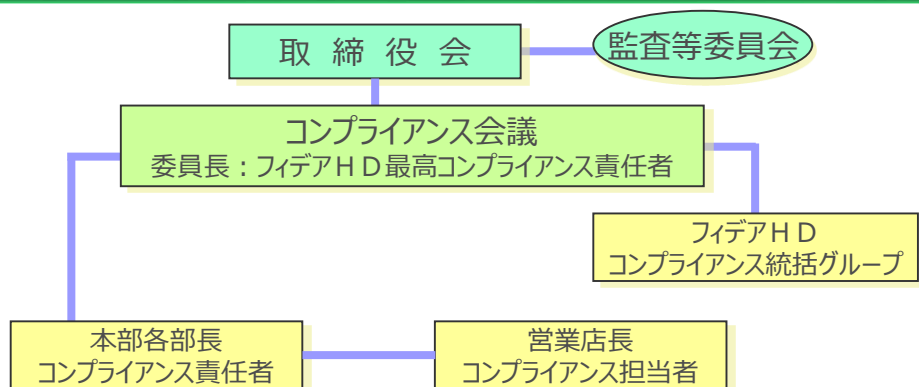 取 締 役 会
監査等委員会
コンプライアンス会議
委員長：フィデアＨＤ最高コンプライアンス責任者
フィデアＨＤ
コンプライアンス統括グループ
本部各部長
コンプライアンス責任者
営業店長
コンプライアンス担当者